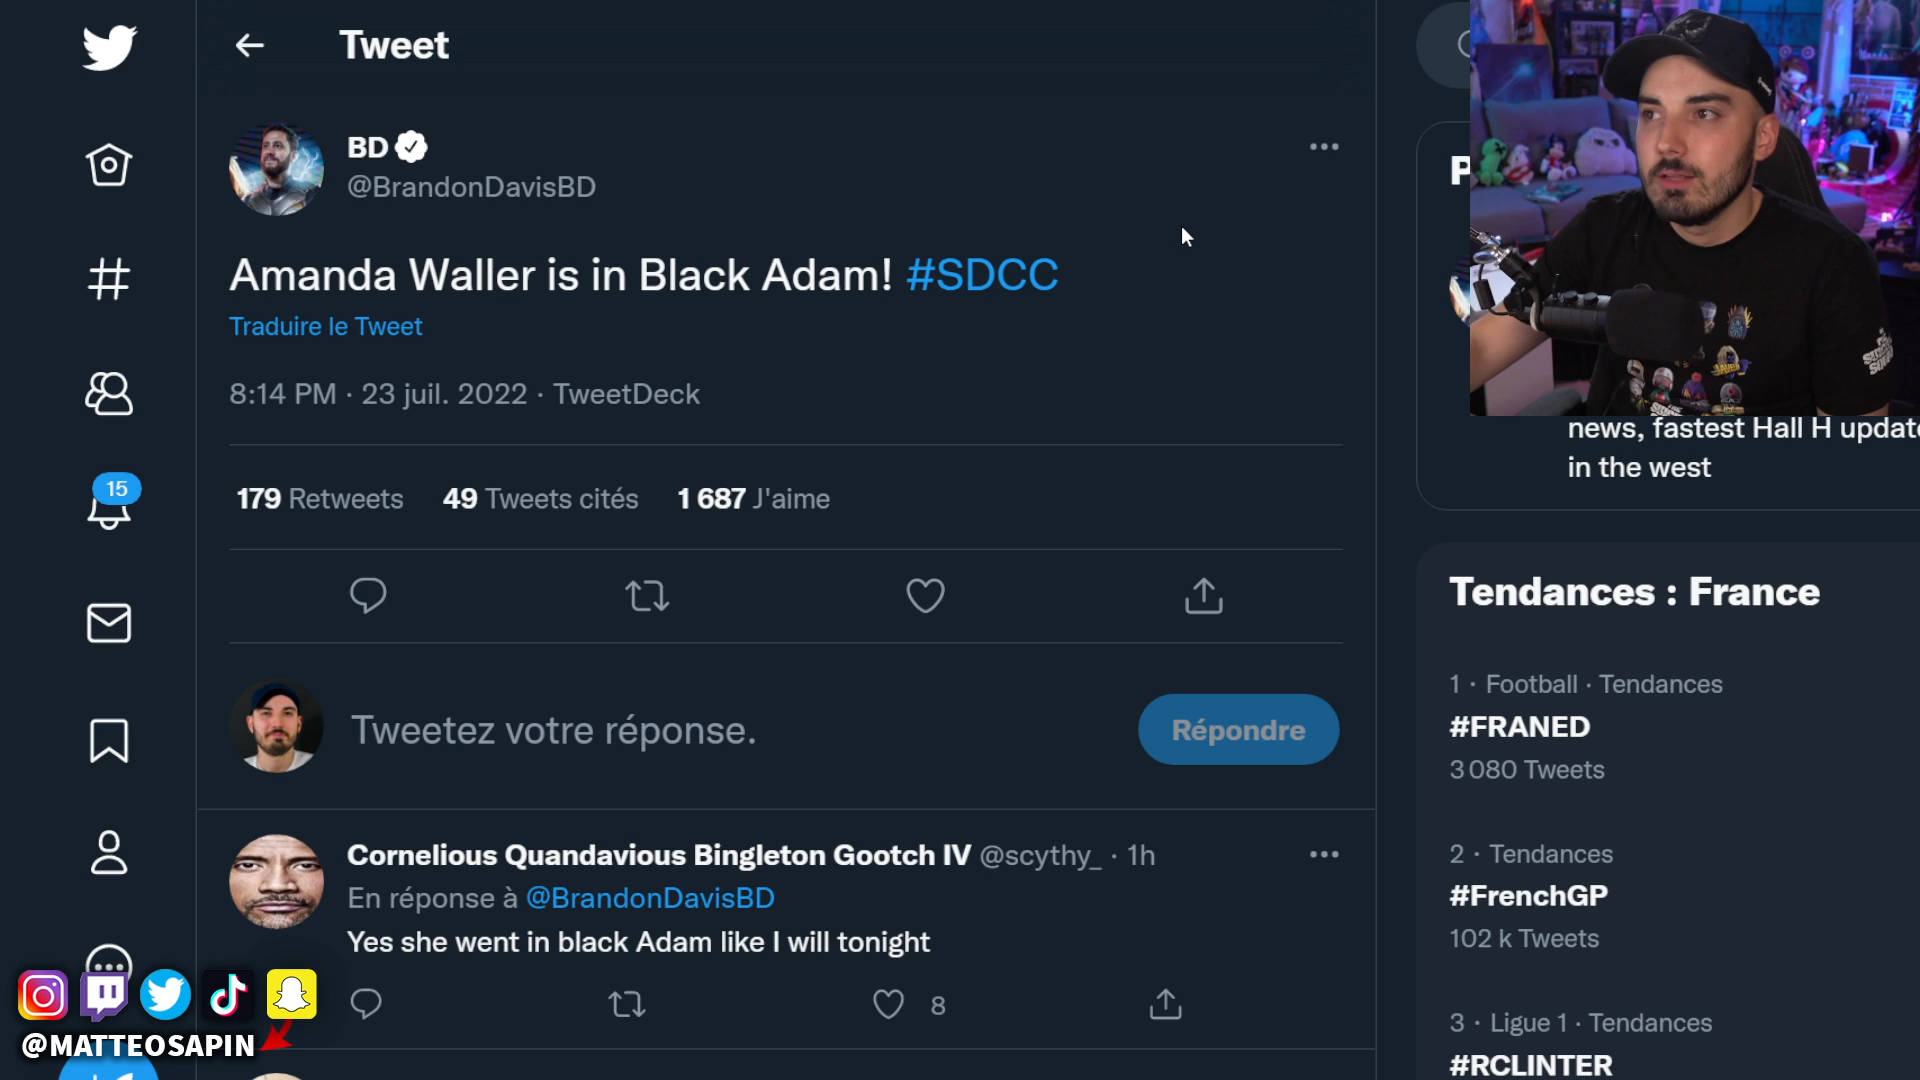 Tweet
BD
@BrandonDavisBD
Amanda Waller is in Black Adam! #SDCC
Traduire le Tweet
8:14 PM · 23 juil. 2022 · TweetDeck
179 Retweets 49 Tweets cités 1 687 J'aime
Tweetez votre réponse.
Répondre
Cornelious Quandavious Bingleton Gootch IV @scythy_ · 1h
En réponse à @BrandonDavisBD
Yes she went in black Adam like I will tonight
8
15
@MATTEOSAPIN
P
news, fastest Hall H update
in the west
Tendances : France
1 · Football · Tendances
#FRANED
3 080 Tweets
2 · Tendances
#FrenchGP
102 k Tweets
3 · Ligue 1 · Tendances
#RCLINTER